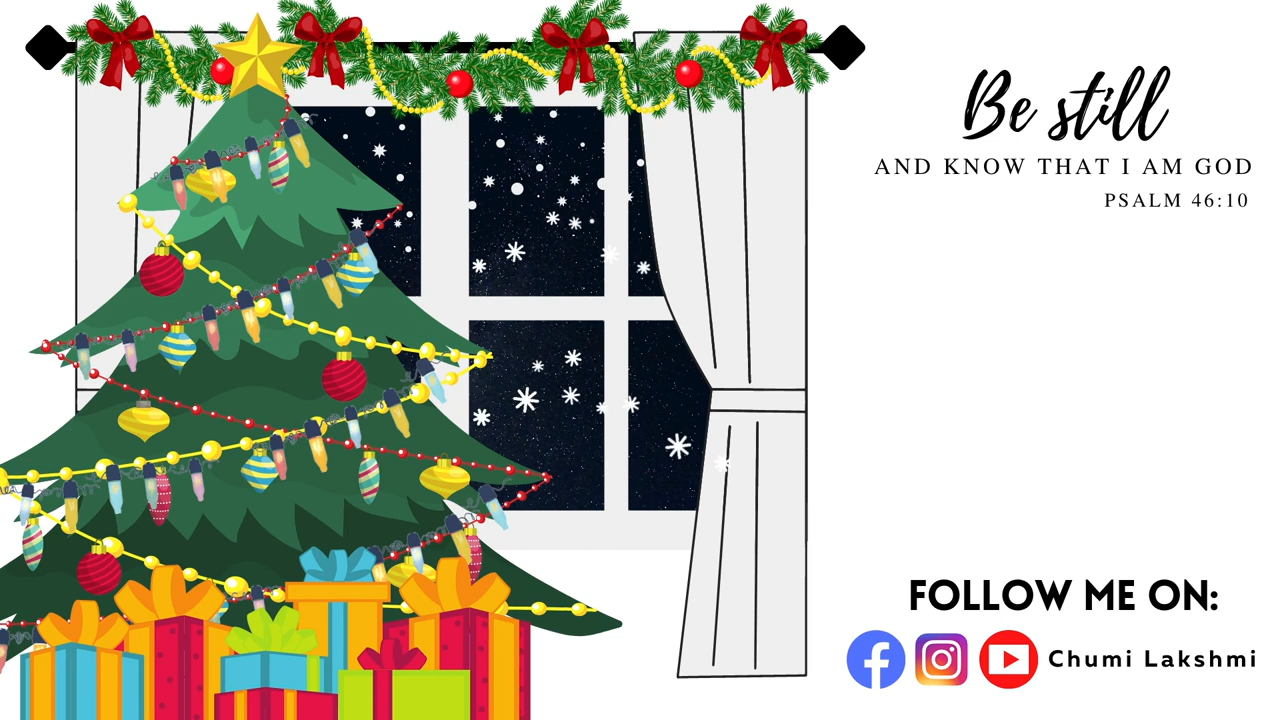 Be still
AND KNOW THAT I AM GOD
PSALM 46:10
FOLLOW ME ON:
Chumi Lakshmi